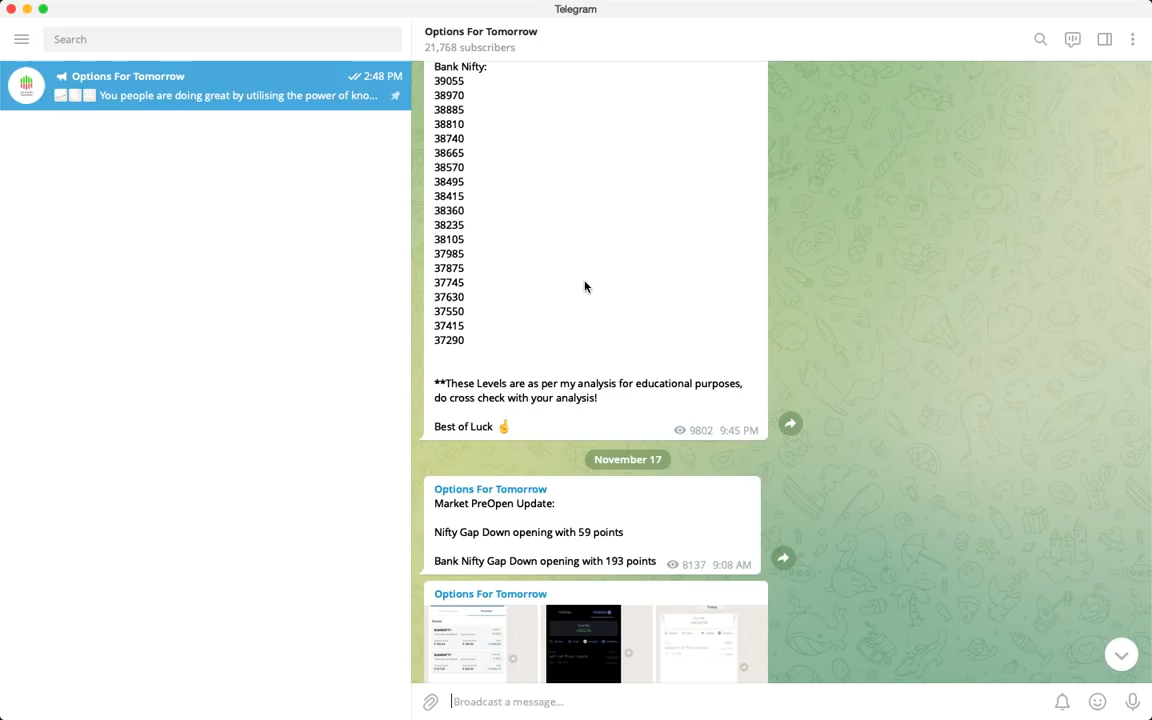 Telegram
Search
Options For Tomorrow
21,768 subscribers
Options For Tomorrow
2:48 PM
You people are doing great by utilising the power of kno...
Bank Nifty:
39055
38970
38885
38810
38740
38665
38570
38495
38415
38360
38235
38105
37985
37875
37745
37630
37550
37415
37290
**These Levels are as per my analysis for educational purposes,
do cross check with your analysis!
Best of Luck 🤞
9802 9:45 PM
November 17
Options For Tomorrow
Market PreOpen Update:
Nifty Gap Down opening with 59 points
Bank Nifty Gap Down opening with 193 points
8137 9:08 AM
Options For Tomorrow
Broadcast a message...